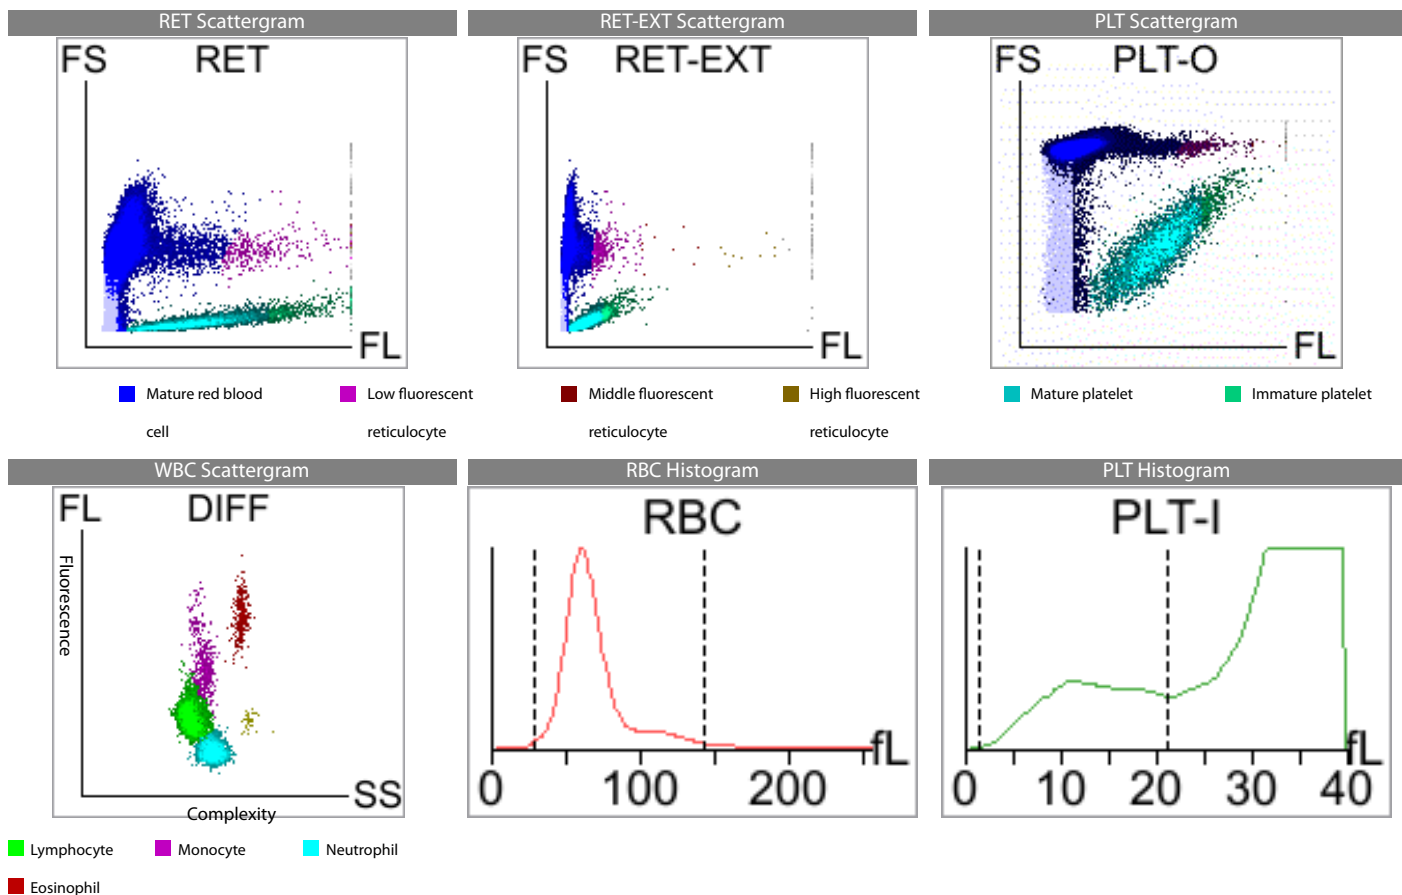 RET Scattergram
RET-EXT Scattergram
PLT Scattergram
FS RET
FL
FS RET-EXT
FL
FS PLT-O
FL
Mature red blood
cell
Low fluorescent
reticulocyte
Middle fluorescent
reticulocyte
High fluorescent
reticulocyte
Mature platelet
Immature platelet
WBC Scattergram
RBC Histogram
PLT Histogram
FL DIFF
Fluorescence
SS
Complexity
RBC
fL
0 100 200
PLT-I
fL
0 10 20 30 40
Lymphocyte
Monocyte
Neutrophil
Eosinophil